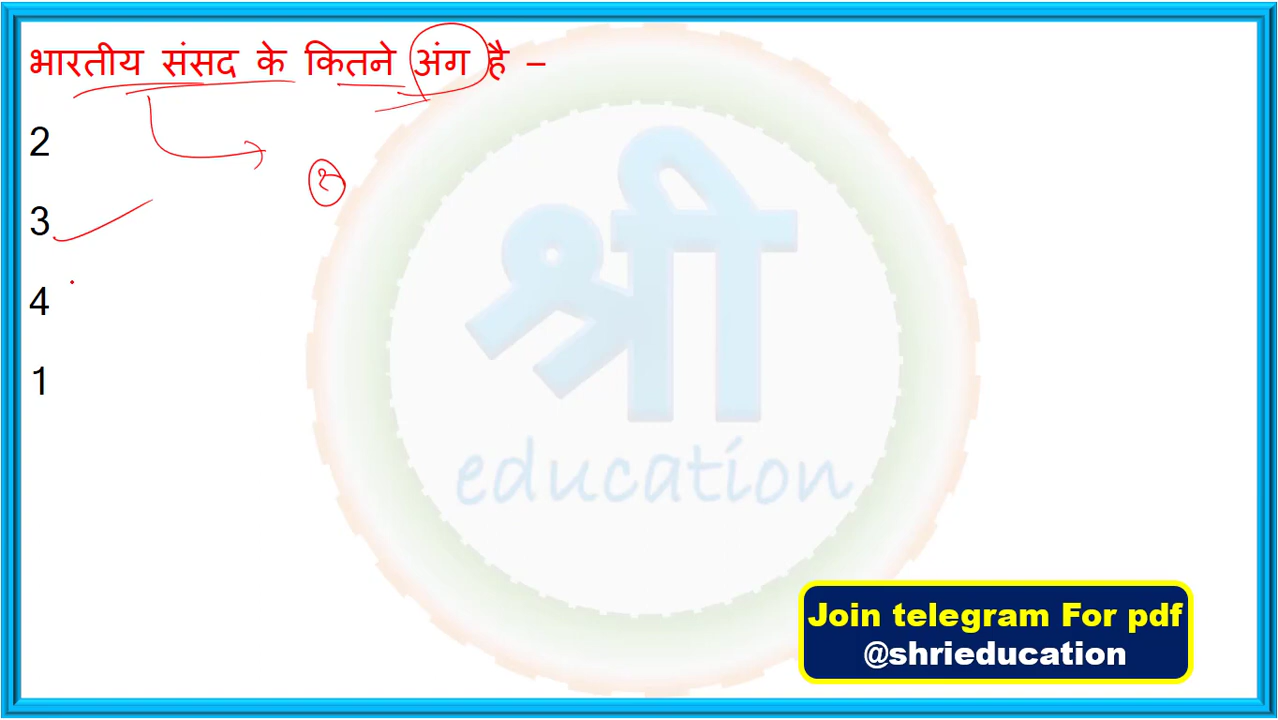 भारतीय संसद के कितने अंग है –
2
3
4
1
श्री
education
Join telegram For pdf
@shrieducation